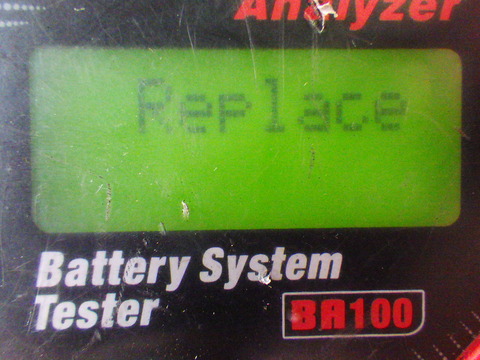 Analyzer
Replace
Battery System
Tester
BA100